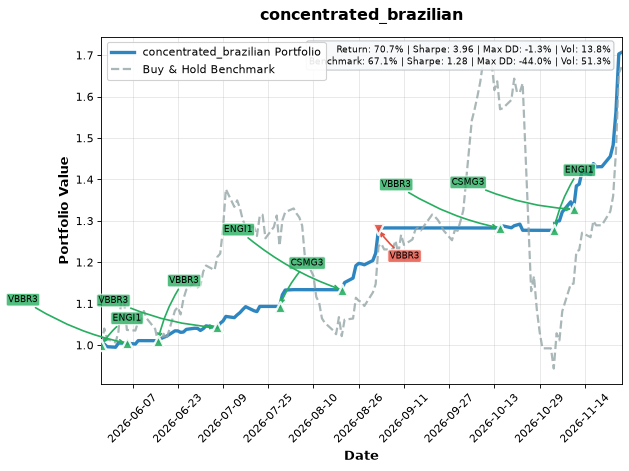 concentrated_brazilian
concentrated_brazilian Portfolio
Buy & Hold Benchmark
Return: 70.7% | Sharpe: 3.96 | Max DD: -1.3% | Vol: 13.8%
Benchmark: 67.1% | Sharpe: 1.28 | Max DD: -44.0% | Vol: 51.3%
Portfolio Value
1.7
1.6
1.5
1.4
1.3
1.2
1.1
1.0
VBBR3
ENGI1
VBBR3
VBBR3
ENGI1
CSMG3
VBBR3
VBBR3
CSMG3
ENGI1
2026-06-07
2026-06-23
2026-07-09
2026-07-25
2026-08-10
2026-08-26
2026-09-11
2026-09-27
2026-10-13
2026-10-29
2026-11-14
Date